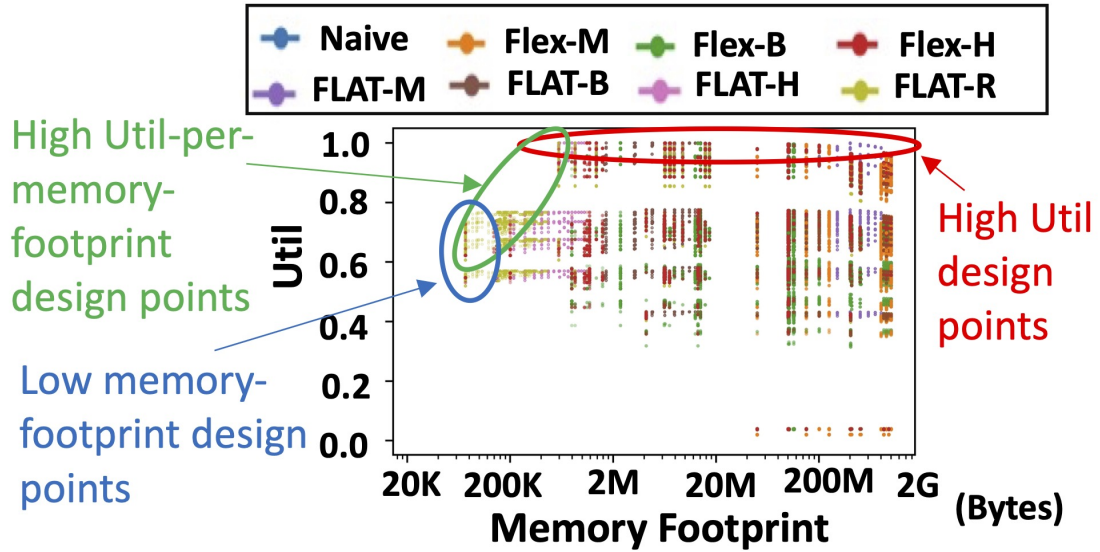 Naive Flex-M Flex-B Flex-H
FLAT-M FLAT-B FLAT-H FLAT-R
High Util-per-
memory-
footprint
design points
Low memory-
footprint design
points
Util
1.0
0.8
0.6
0.4
0.2
0.0
20K 200K 2M 20M 200M 2G
(Bytes)
Memory Footprint
High Util
design
points